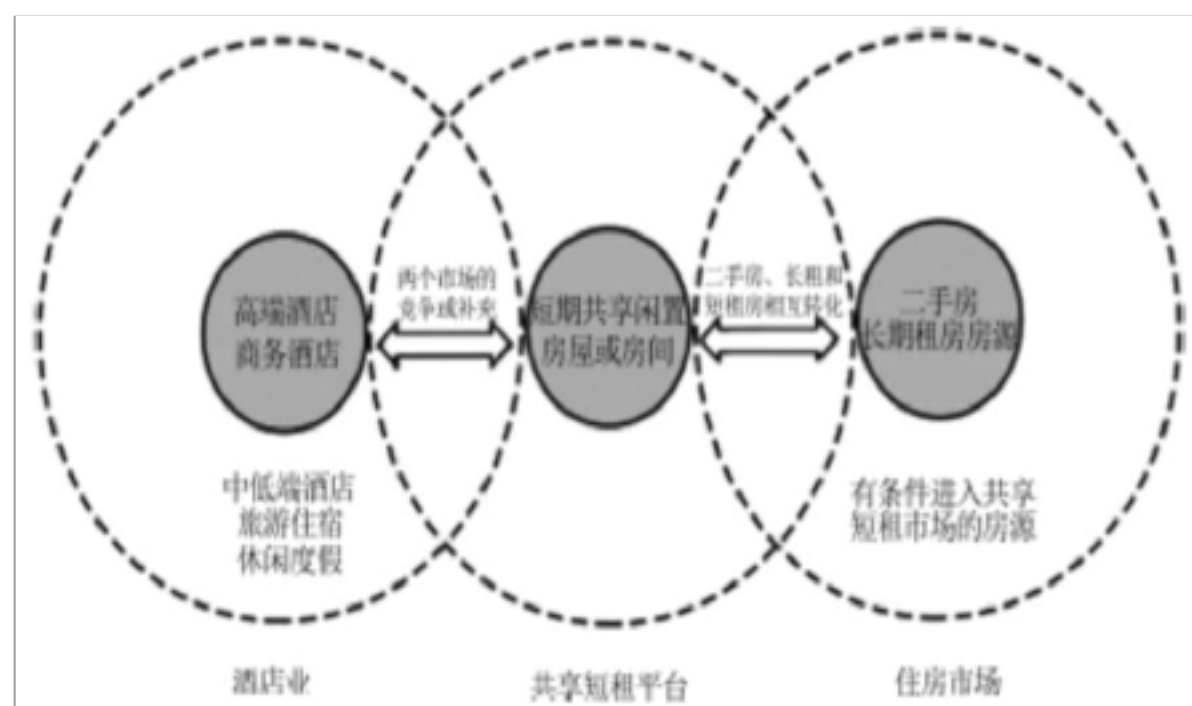 高端酒店
商务酒店
中低端酒店
旅游住宿
休闲度假
酒店业
两个市场的
竞争或补充
短期共享闲置
房屋或房间
共享短租平台
二手房、长租和
短租房相互转化
二手房
长期租房房源
有条件进入共享
短租市场的房源
住房市场